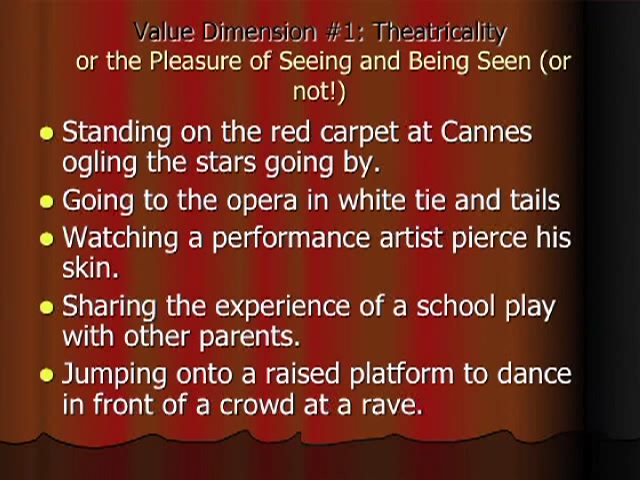 Value Dimension #1: Theatricality
or the Pleasure of Seeing and Being Seen (or
not!)
Standing on the red carpet at Cannes
ogling the stars going by.
Going to the opera in white tie and tails
Watching a performance artist pierce his
skin.
Sharing the experience of a school play
with other parents.
Jumping onto a raised platform to dance
in front of a crowd at a rave.